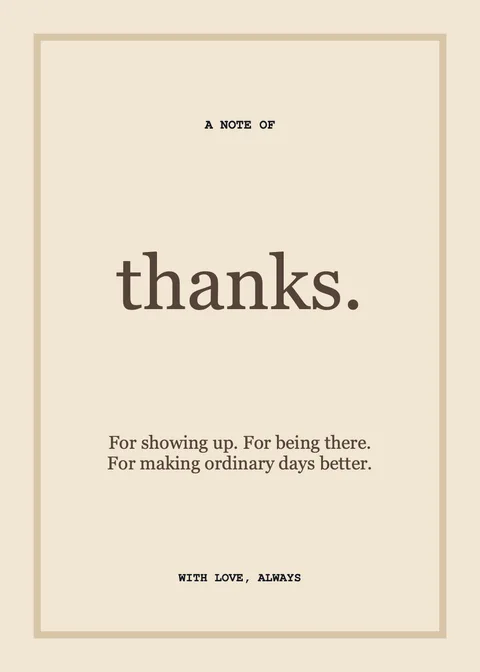 A NOTE OF
thanks.
For showing up. For being there.
For making ordinary days better.
WITH LOVE, ALWAYS